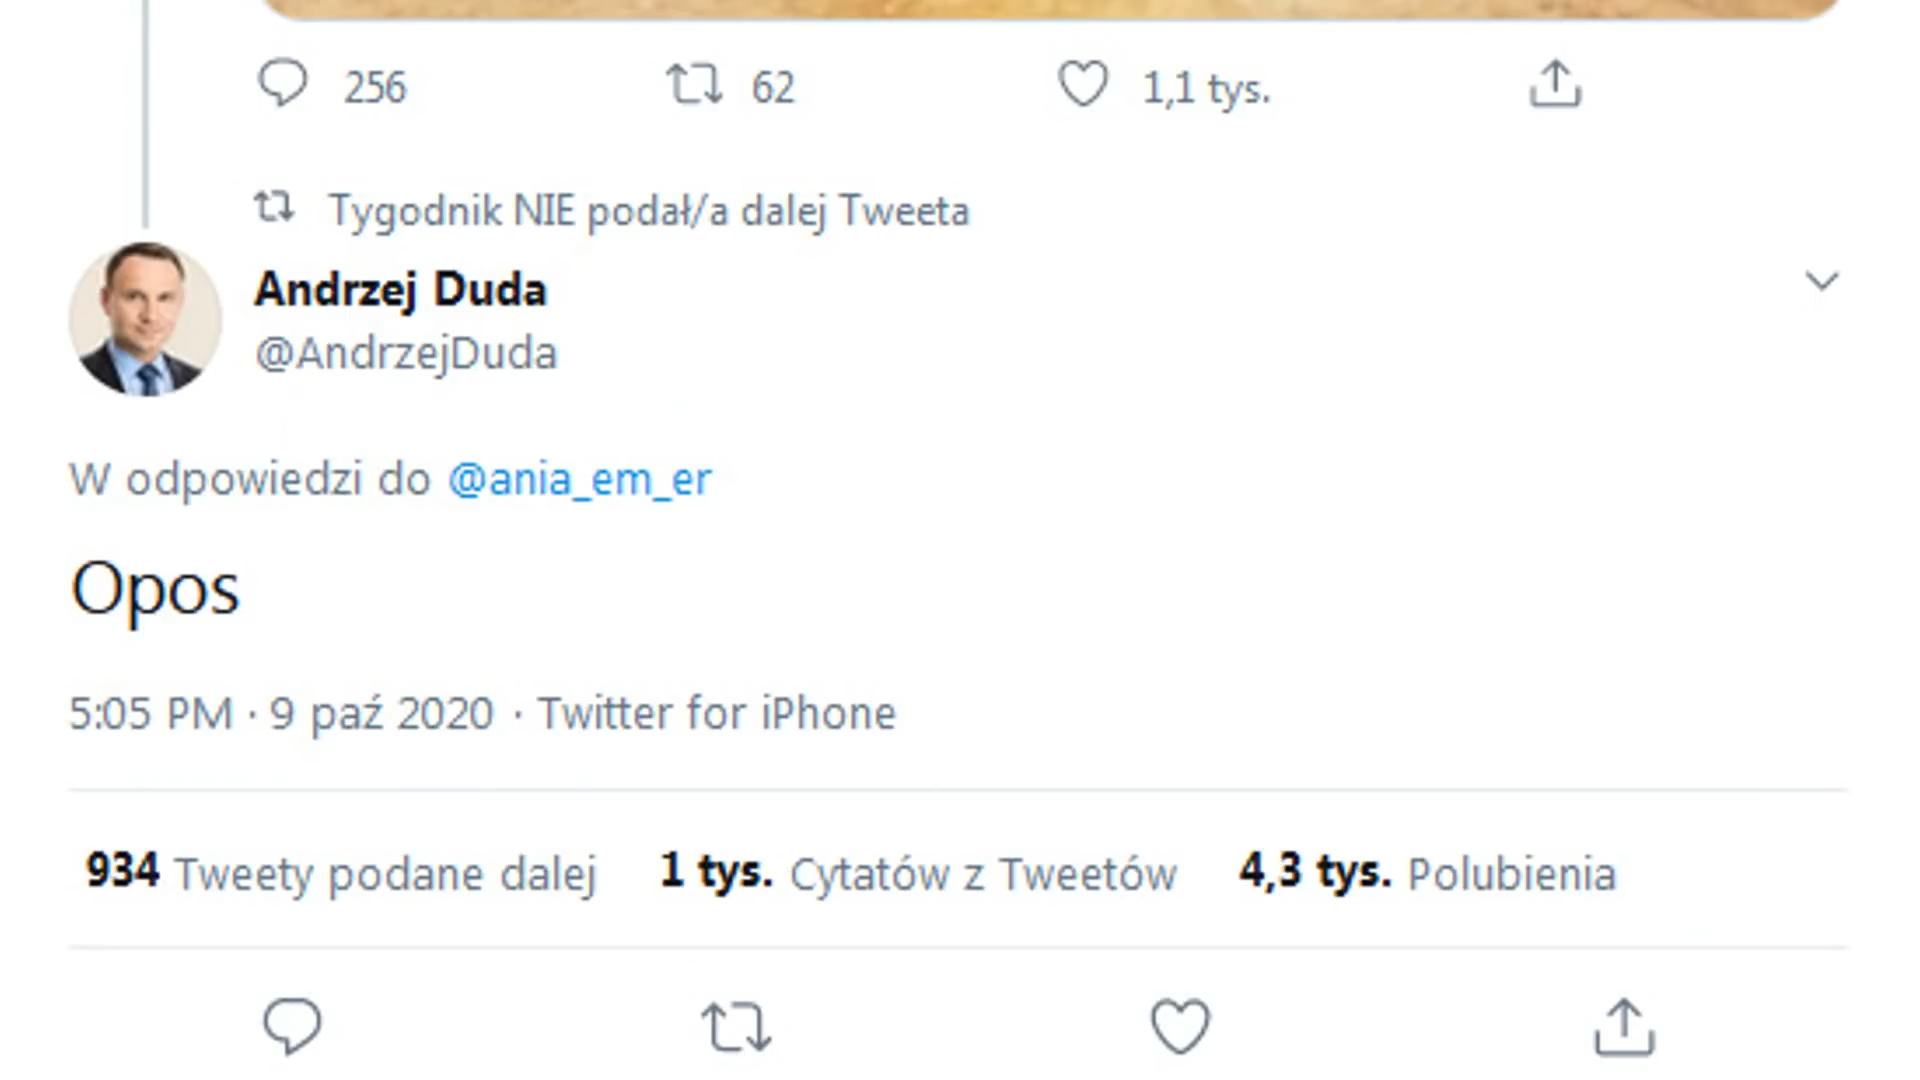 256 62 1,1 tys.
Tygodnik NIE podał/a dalej Tweeta
Andrzej Duda
@AndrzejDuda
W odpowiedzi do @ania_em_er
Opos
5:05 PM · 9 paź 2020 · Twitter for iPhone
934 Tweety podane dalej 1 tys. Cytatów z Tweetów 4,3 tys. Polubienia